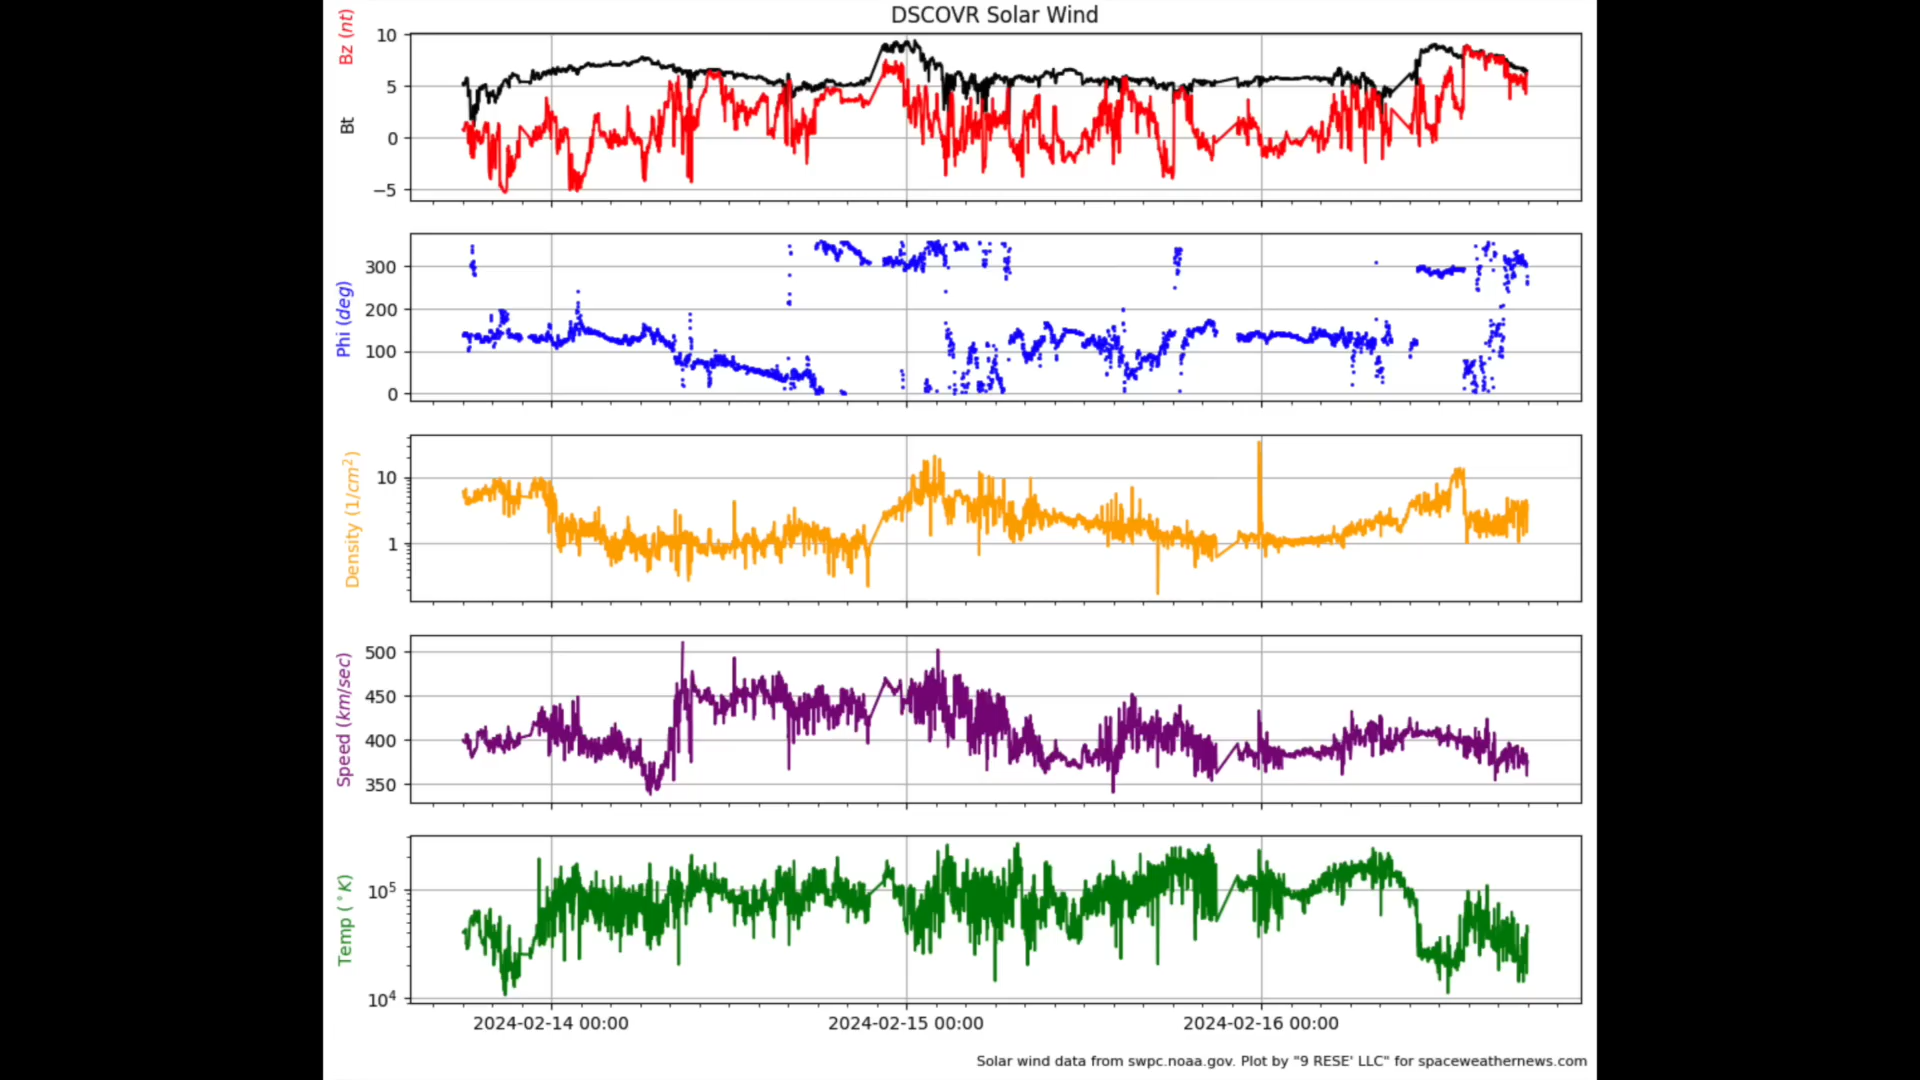 DSCOVR Solar Wind
Bz (nt)
Bt
10
5
0
−5
Phi (deg)
300
200
100
0
Density (1/cm²)
10
1
Speed (km/sec)
500
450
400
350
Temp (°K)
10⁵
10⁴
2024-02-14 00:00
2024-02-15 00:00
2024-02-16 00:00
Solar wind data from swpc.noaa.gov. Plot by "9 RESE' LLC" for spaceweathernews.com